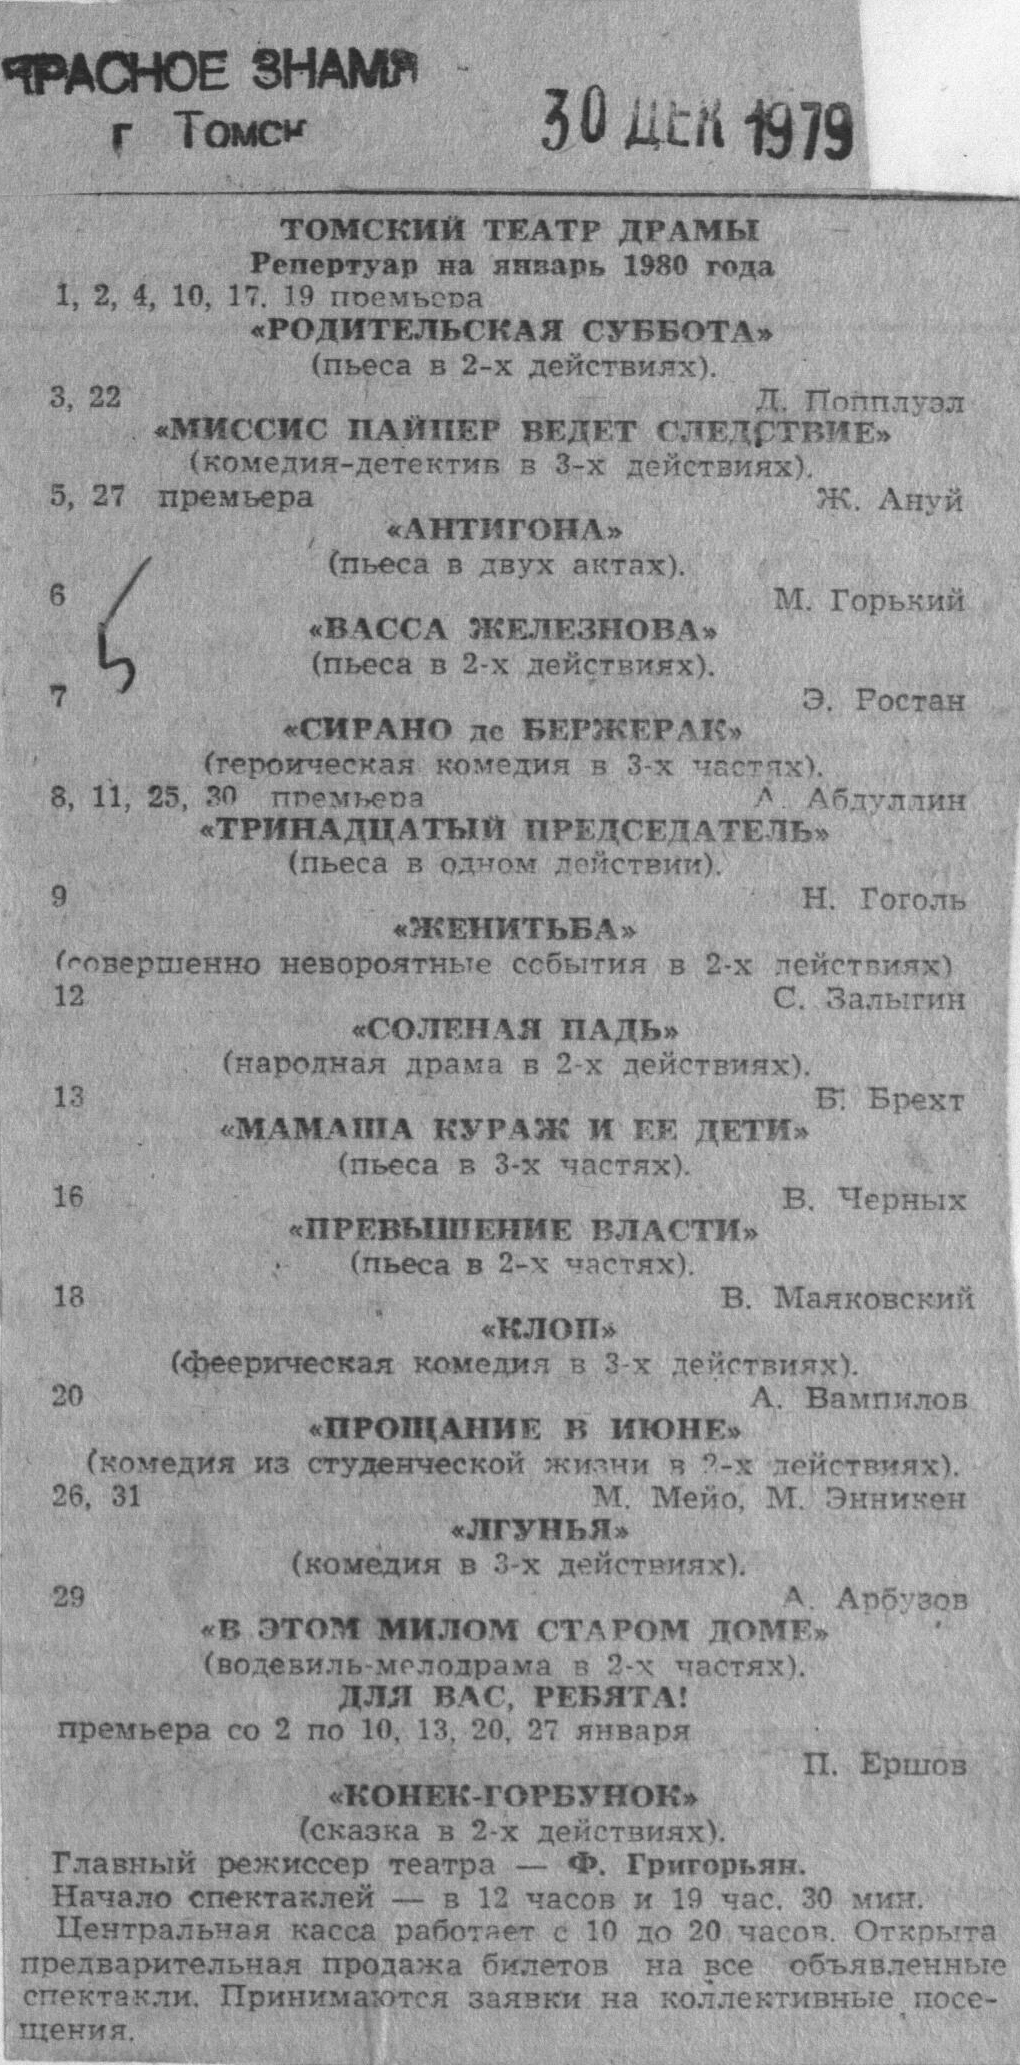 КРАСНОЕ ЗНАМЯ
г Томск
30 ДЕК 1979
ТОМСКИЙ ТЕАТР ДРАМЫ
Репертуар на январь 1980 года
1, 2, 4, 10, 17, 19 премьера
«РОДИТЕЛЬСКАЯ СУББОТА»
(пьеса в 2-х действиях).
3, 22 Д. Попплуэл
«МИССИС ПАЙПЕР ВЕДЕТ СЛЕДСТВИЕ»
(комедия-детектив в 3-х действиях).
5, 27 премьера Ж. Ануй
«АНТИГОНА»
(пьеса в двух актах).
6 М. Горький
«ВАССА ЖЕЛЕЗНОВА»
(пьеса в 2-х действиях).
7 Э. Ростан
«СИРАНО де БЕРЖЕРАК»
(героическая комедия в 3-х частях).
8, 11, 25, 30 премьера А. Абдуллин
«ТРИНАДЦАТЫЙ ПРЕДСЕДАТЕЛЬ»
(пьеса в одном действии).
9 Н. Гоголь
«ЖЕНИТЬБА»
(совершенно невороятные события в 2-х действиях)
12 С. Залыгин
«СОЛЕНАЯ ПАДЬ»
(народная драма в 2-х действиях).
13 Б. Брехт
«МАМАША КУРАЖ И ЕЕ ДЕТИ»
(пьеса в 3-х частях).
16 В. Черных
«ПРЕВЫШЕНИЕ ВЛАСТИ»
(пьеса в 2-х частях).
18 В. Маяковский
«КЛОП»
(феерическая комедия в 3-х действиях).
20 А. Вампилов
«ПРОЩАНИЕ В ИЮНЕ»
(комедия из студенческой жизни в 2-х действиях).
26, 31 М. Мейо, М. Энникен
«ЛГУНЬЯ»
(комедия в 3-х действиях).
29 А. Арбузов
«В ЭТОМ МИЛОМ СТАРОМ ДОМЕ»
(водевиль-мелодрама в 2-х частях).
ДЛЯ ВАС, РЕБЯТА!
премьера со 2 по 10, 13, 20, 27 января
П. Ершов
«КОНЕК-ГОРБУНОК»
(сказка в 2-х действиях).
Главный режиссер театра — Ф. Григорьян.
Начало спектаклей — в 12 часов и 19 час. 30 мин.
Центральная касса работает с 10 до 20 часов. Открыта
предварительная продажа билетов на все объявленные
спектакли. Принимаются заявки на коллективные посе-
щения.